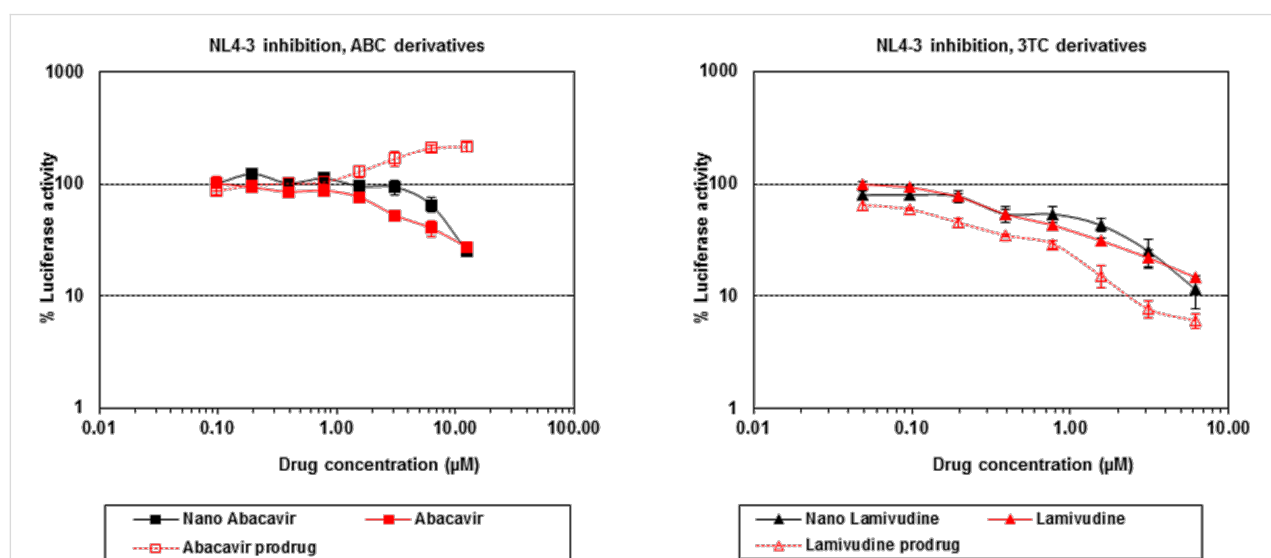 NL4-3 inhibition, ABC derivatives
1000
100
10
1
0.01
0.10
1.00
10.00
100.00
% Luciferase activity
Drug concentration (µM)
Nano Abacavir
Abacavir
Abacavir prodrug
NL4-3 inhibition, 3TC derivatives
1000
100
10
1
0.01
0.10
1.00
10.00
% Luciferase activity
Drug concentration (µM)
Nano Lamivudine
Lamivudine
Lamivudine prodrug